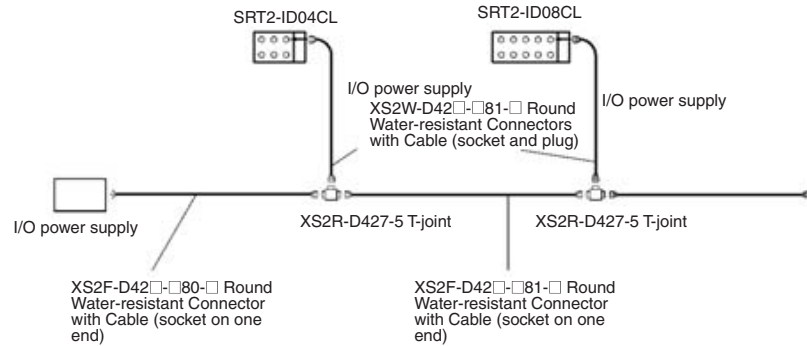 SRT2-ID04CL
SRT2-ID08CL
I/O power supply
XS2W-D42□-□81-□ Round
Water-resistant Connectors
with Cable (socket and plug)
I/O power supply
I/O power supply
XS2R-D427-5 T-joint
XS2R-D427-5 T-joint
XS2F-D42□-□80-□ Round
Water-resistant Connector
with Cable (socket on one
end)
XS2F-D42□-□81-□ Round
Water-resistant Connector
with Cable (socket on one
end)